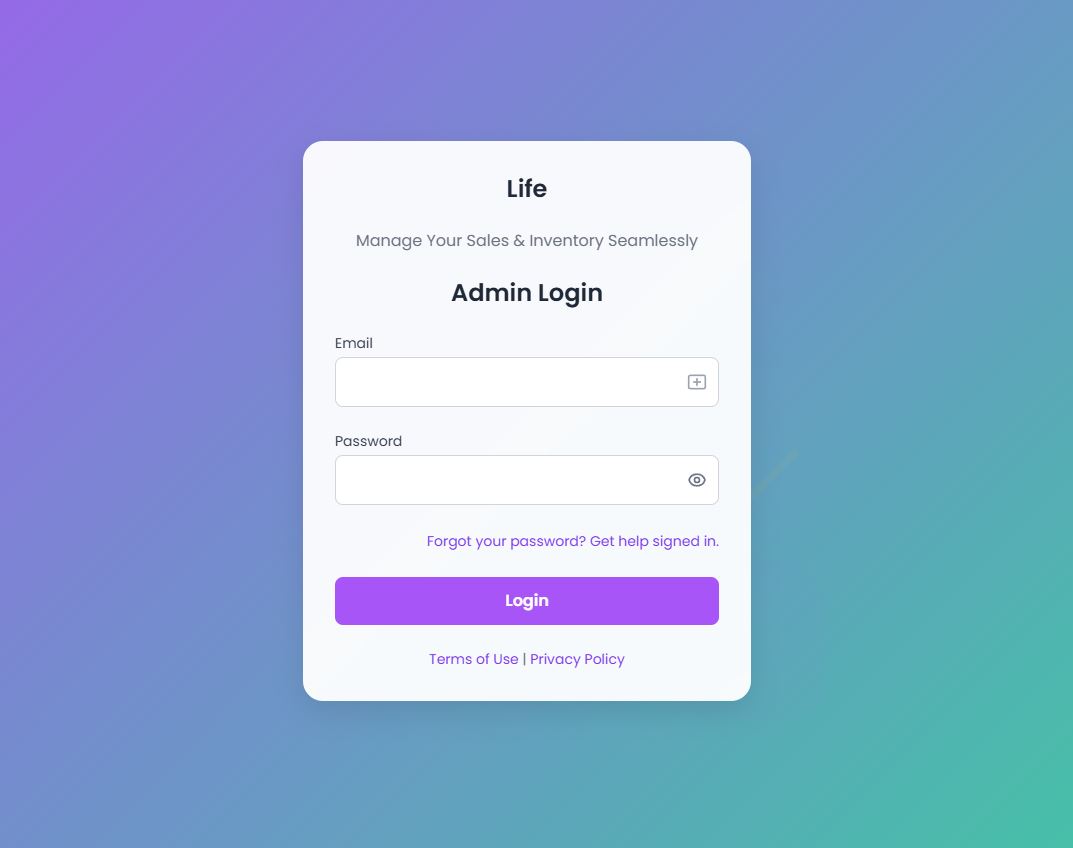 Life
Manage Your Sales & Inventory Seamlessly
Admin Login
Email
Password
Forgot your password? Get help signed in.
Login
Terms of Use | Privacy Policy